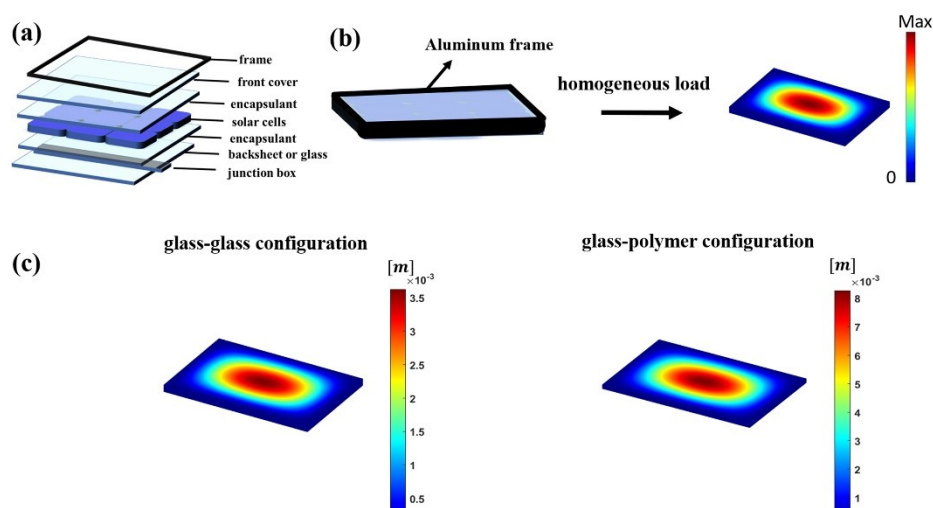 (a)
frame
front cover
encapsulant
solar cells
encapsulant
backsheet or glass
junction box
(b)
Aluminum frame
homogeneous load
Max
0
(c)
glass-glass configuration
[m]
×10⁻³
3.5
3
2.5
2
1.5
1
0.5
glass-polymer configuration
[m]
×10⁻³
8
7
6
5
4
3
2
1